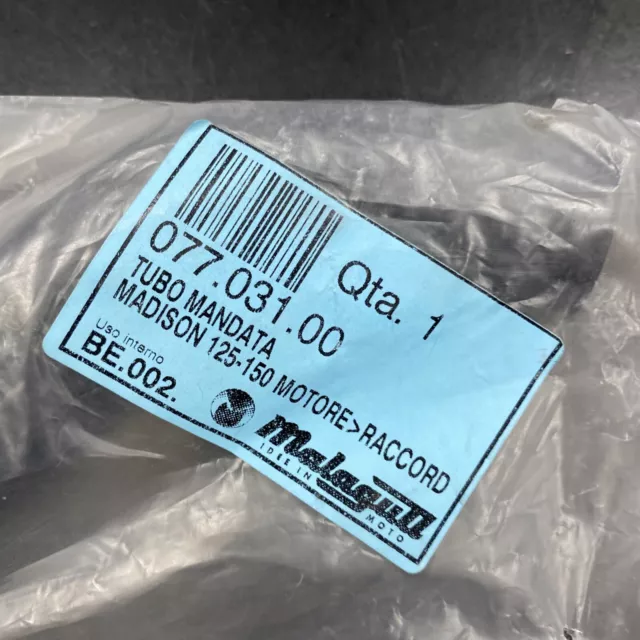 077.031.00 Qta. 1
TUBO MANDATA
MADISON 125-150 MOTORE>RACCORD
Uso interno
BE.002.
malaguti
IDEE IN MOTO